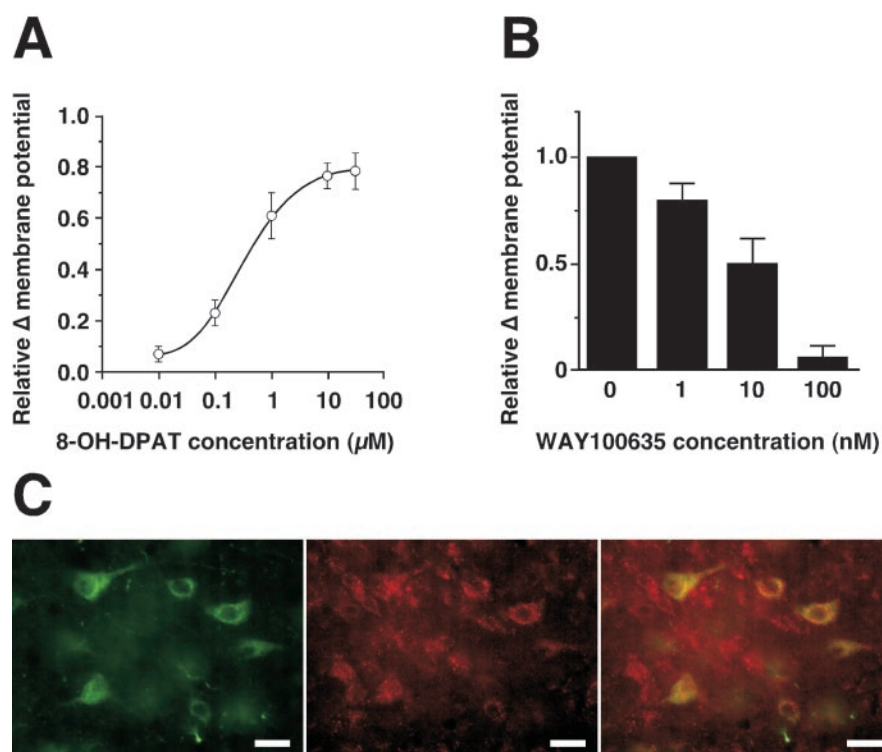 A
Relative Δ membrane potential
1.0
0.8
0.6
0.4
0.2
0.0
0.001 0.01 0.1 1 10 100
8-OH-DPAT concentration (µM)
B
Relative Δ membrane potential
1.0
0.5
0
0 1 10 100
WAY100635 concentration (nM)
C